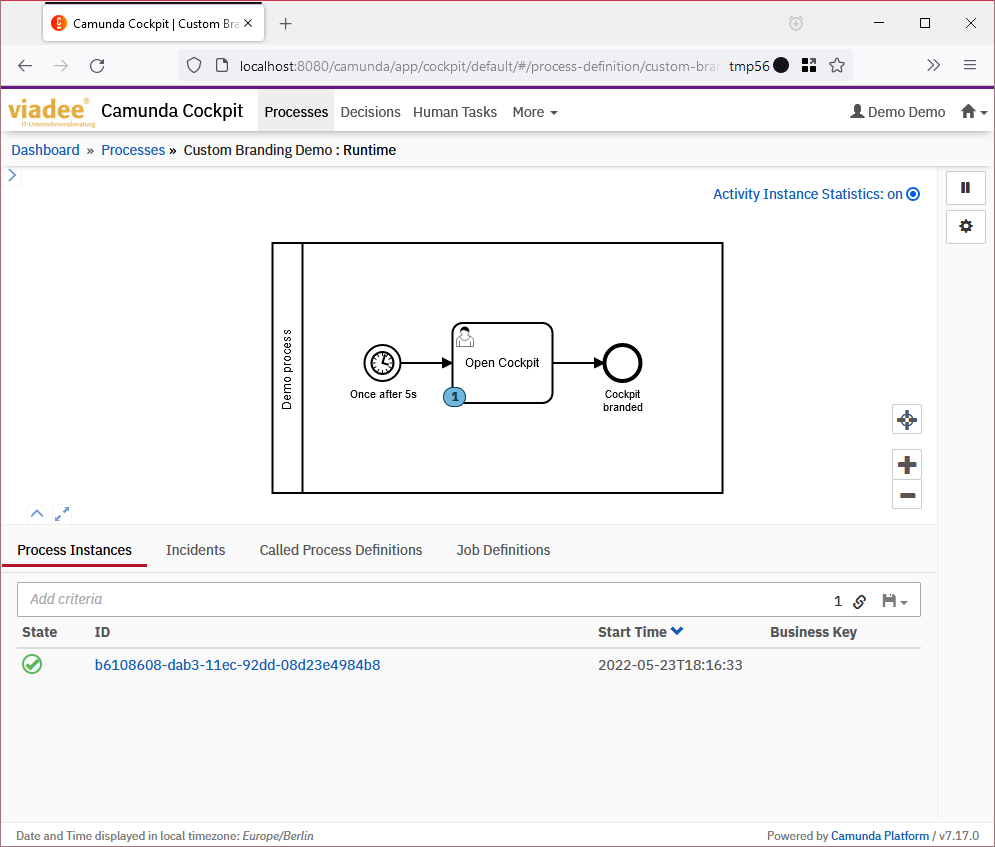 Camunda Cockpit | Custom Bra
localhost:8080/camunda/app/cockpit/default/#/process-definition/custom-bran tmp56
viadee® Camunda Cockpit Processes Decisions Human Tasks More Demo Demo
IT-Unternehmensberatung
Dashboard » Processes » Custom Branding Demo : Runtime
Activity Instance Statistics: on
Demo process
Open Cockpit
Once after 5s
1
Cockpit
branded
Process Instances Incidents Called Process Definitions Job Definitions
Add criteria 1
State ID Start Time Business Key
b6108608-dab3-11ec-92dd-08d23e4984b8 2022-05-23T18:16:33
Date and Time displayed in local timezone: Europe/Berlin Powered by Camunda Platform / v7.17.0